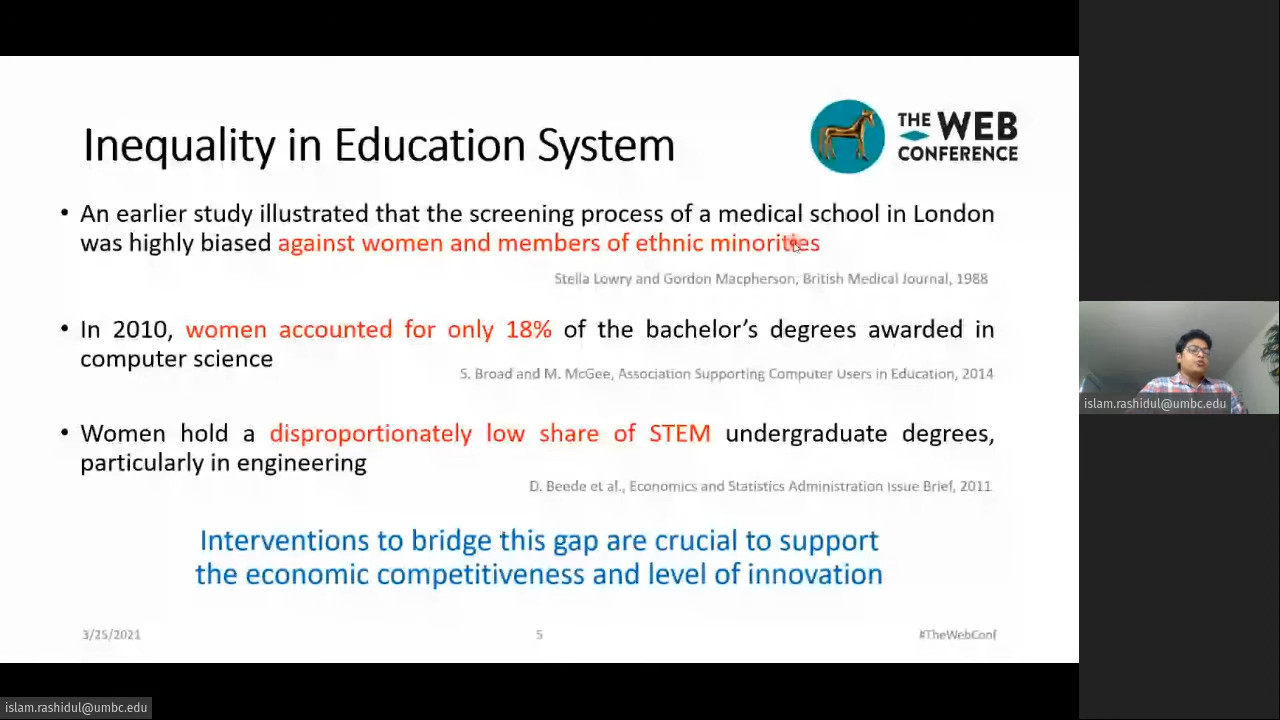 Inequality in Education System
THE WEB
CONFERENCE
• An earlier study illustrated that the screening process of a medical school in London
was highly biased against women and members of ethnic minorities
Stella Lowry and Gordon Macpherson, British Medical Journal, 1988
• In 2010, women accounted for only 18% of the bachelor's degrees awarded in
computer science
S. Broad and M. McGee, Association Supporting Computer Users in Education, 2014
• Women hold a disproportionately low share of STEM undergraduate degrees,
particularly in engineering
D. Beede et al., Economics and Statistics Administration Issue Brief, 2011
Interventions to bridge this gap are crucial to support
the economic competitiveness and level of innovation
3/25/2021
5
#TheWebConf
islam.rashidul@umbc.edu
islam.rashidul@umbc.edu